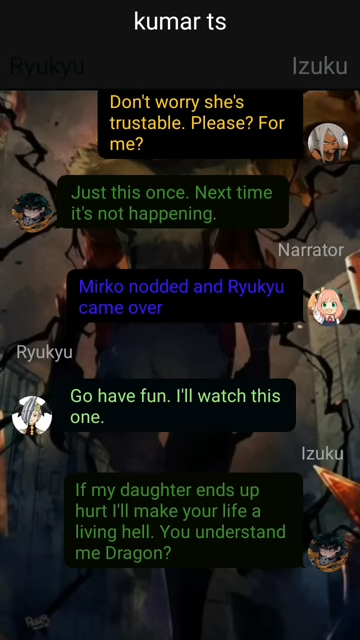 kumar ts
Ryukyu
Izuku
Don't worry she's
trustable. Please? For
me?
Just this once. Next time
it's not happening.
Narrator
Mirko nodded and Ryukyu
came over
Ryukyu
Go have fun. I'll watch this
one.
Izuku
If my daughter ends up
hurt I'll make your life a
living hell. You understand
me Dragon?